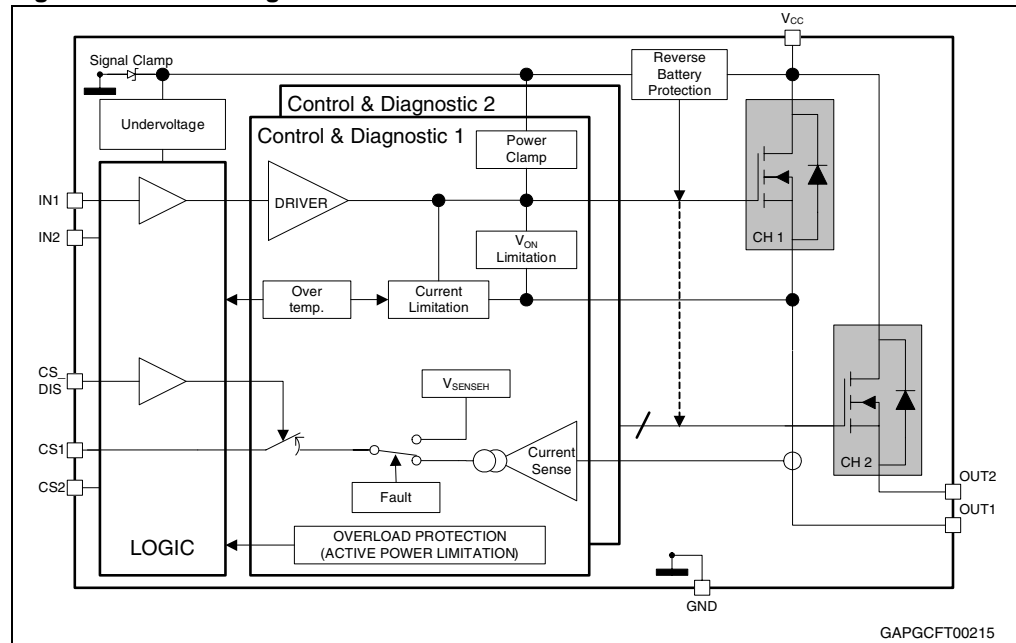 VCC
Signal Clamp
Reverse
Battery
Protection
Control & Diagnostic 2
Undervoltage
Control & Diagnostic 1
Power
Clamp
IN1
DRIVER
IN2
VON
Limitation
CH 1
Over
temp.
Current
Limitation
CS_
DIS
VSENSEH
CS1
Current
Sense
CS2
Fault
CH 2
OUT2
OUT1
LOGIC
OVERLOAD PROTECTION
(ACTIVE POWER LIMITATION)
GND
GAPGCFT00215